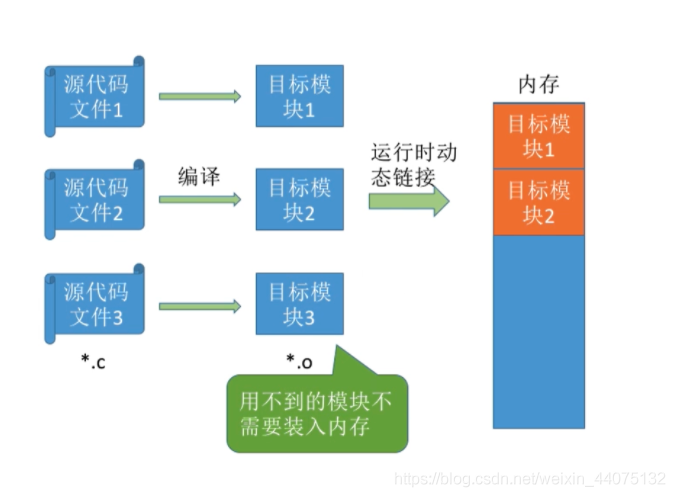 源代码
文件1
目标模
块1
内存
目标模
块1
运行时动
态链接
源代码
文件2
编译
目标模
块2
目标模
块2
源代码
文件3
目标模
块3
*.c
*.o
用不到的模块不
需要装入内存
https://blog.csdn.net/weixin_44075132